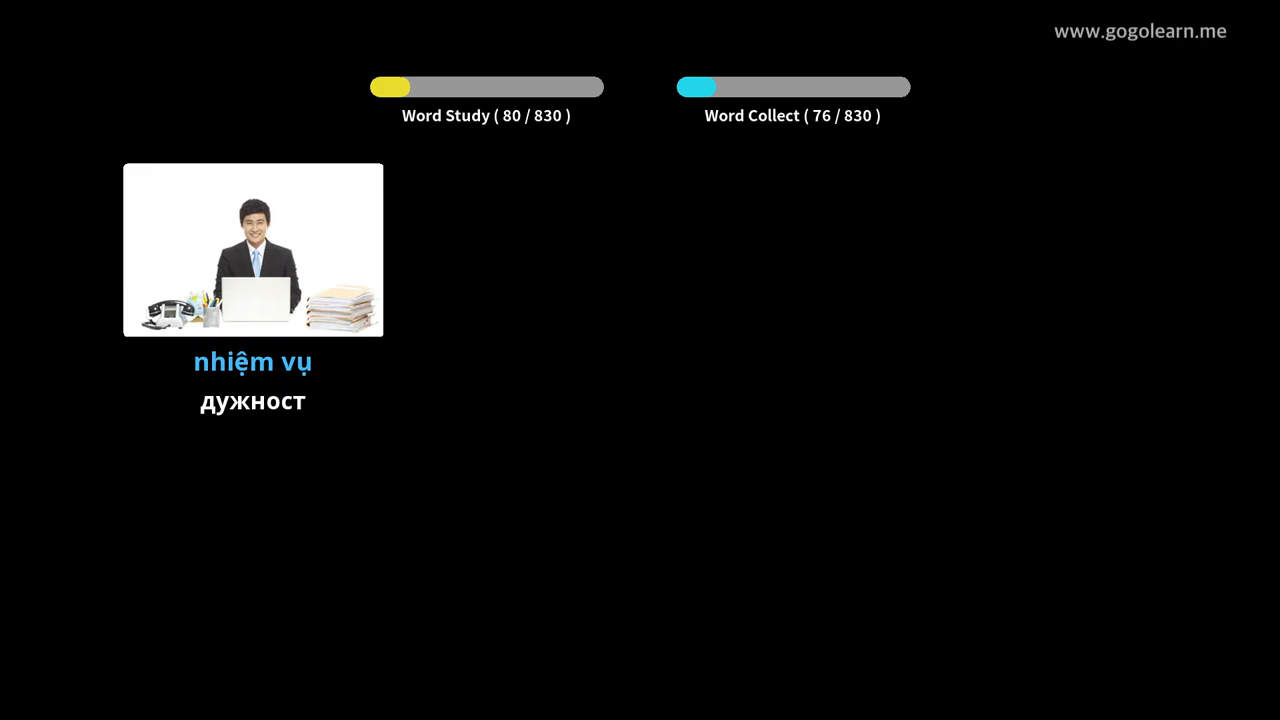 www.gogolearn.me
Word Study ( 80 / 830 )
Word Collect ( 76 / 830 )
nhiệm vụ
дужност